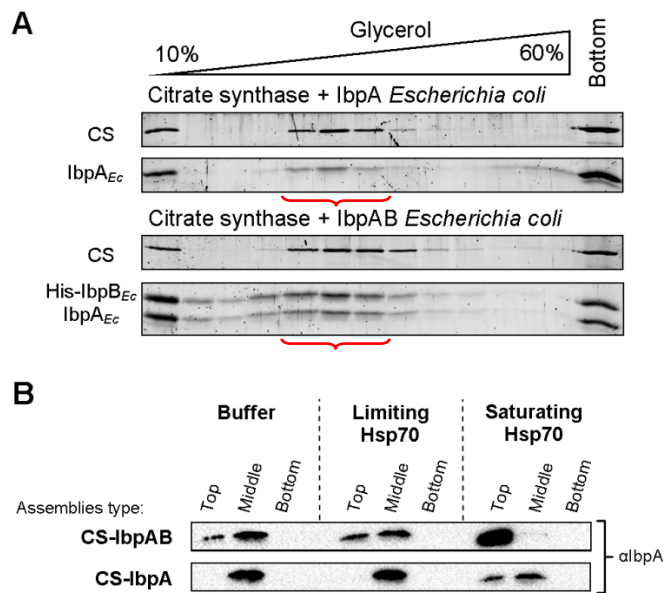 A
Glycerol
10%
60%
Bottom
Citrate synthase + IbpA Escherichia coli
CS
IbpAEc
Citrate synthase + IbpAB Escherichia coli
CS
His-IbpBEc
IbpAEc
B
Buffer
Limiting
Hsp70
Saturating
Hsp70
Assemblies type:
Top
Middle
Bottom
Top
Middle
Bottom
Top
Middle
Bottom
CS-IbpAB
CS-IbpA
αIbpA